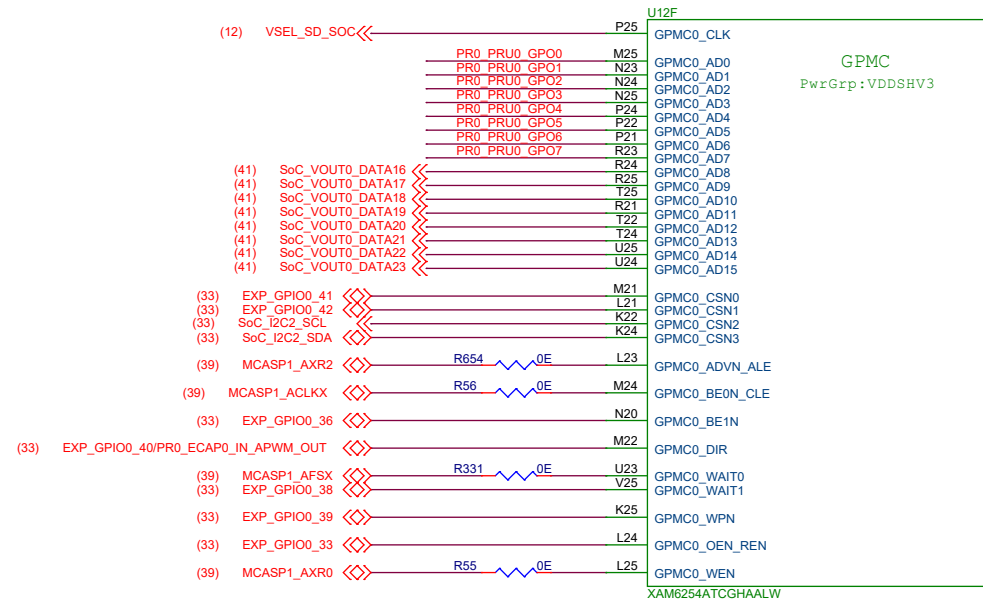 U12F
(12) VSEL_SD_SOC P25 GPMC0_CLK
GPMC
PwrGrp:VDDSHV3
PR0_PRU0_GPO0 M25 GPMC0_AD0
PR0_PRU0_GPO1 N23 GPMC0_AD1
PR0_PRU0_GPO2 N24 GPMC0_AD2
PR0_PRU0_GPO3 N25 GPMC0_AD3
PR0_PRU0_GPO4 P24 GPMC0_AD4
PR0_PRU0_GPO5 P22 GPMC0_AD5
PR0_PRU0_GPO6 P21 GPMC0_AD6
PR0_PRU0_GPO7 R23 GPMC0_AD7
(41) SoC_VOUT0_DATA16 R24 GPMC0_AD8
(41) SoC_VOUT0_DATA17 R25 GPMC0_AD9
(41) SoC_VOUT0_DATA18 T25 GPMC0_AD10
(41) SoC_VOUT0_DATA19 R21 GPMC0_AD11
(41) SoC_VOUT0_DATA20 T22 GPMC0_AD12
(41) SoC_VOUT0_DATA21 T24 GPMC0_AD13
(41) SoC_VOUT0_DATA22 U25 GPMC0_AD14
(41) SoC_VOUT0_DATA23 U24 GPMC0_AD15
(33) EXP_GPIO0_41 M21 GPMC0_CSN0
(33) EXP_GPIO0_42 L21 GPMC0_CSN1
(33) SoC_I2C2_SCL K22 GPMC0_CSN2
(33) SoC_I2C2_SDA K24 GPMC0_CSN3
(39) MCASP1_AXR2 R654 0E L23 GPMC0_ADVN_ALE
(39) MCASP1_ACLKX R56 0E M24 GPMC0_BE0N_CLE
(33) EXP_GPIO0_36 N20 GPMC0_BE1N
(33) EXP_GPIO0_40/PR0_ECAP0_IN_APWM_OUT M22 GPMC0_DIR
(39) MCASP1_AFSX R331 0E U23 GPMC0_WAIT0
(33) EXP_GPIO0_38 V25 GPMC0_WAIT1
(33) EXP_GPIO0_39 K25 GPMC0_WPN
(33) EXP_GPIO0_33 L24 GPMC0_OEN_REN
(39) MCASP1_AXR0 R55 0E L25 GPMC0_WEN
XAM6254ATCGHAALW